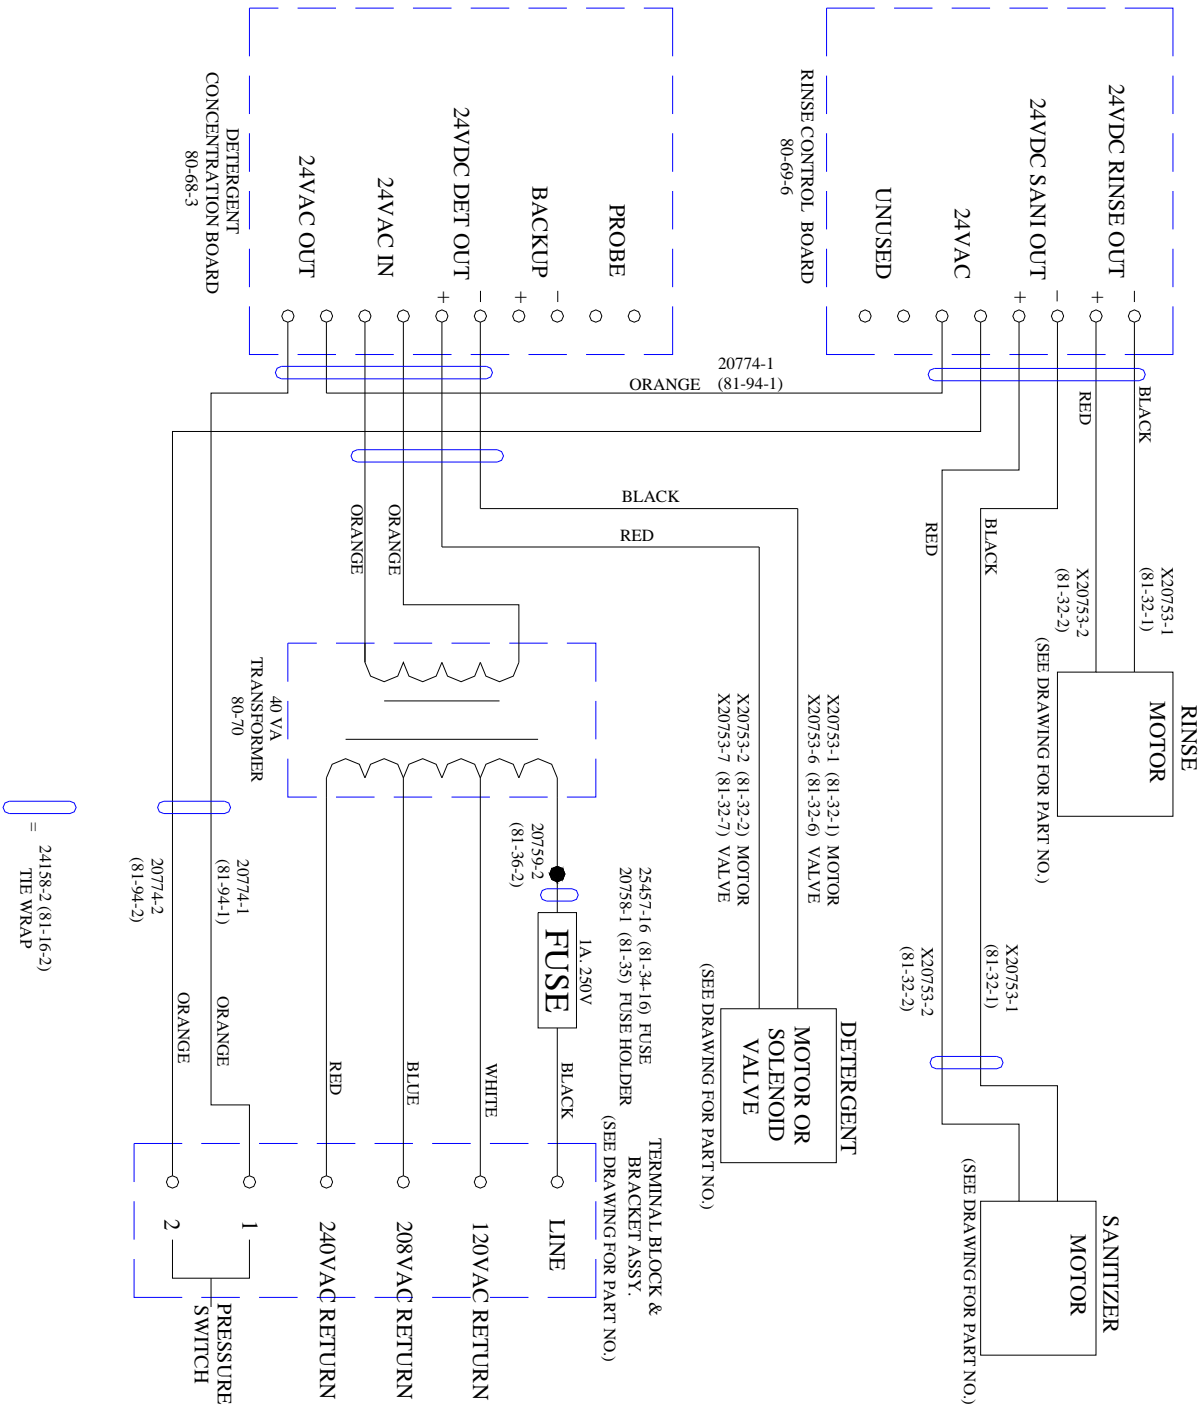 RINSE
MOTOR
(SEE DRAWING FOR PART NO.)
SANITIZER
MOTOR
(SEE DRAWING FOR PART NO.)
24VDC RINSE OUT
24VDC SANI OUT
24VAC
UNUSED
- 
+
-
+
RINSE CONTROL BOARD
80-69-6
BLACK
RED
X20753-1
(81-32-1)
X20753-2
(81-32-2)
BLACK
RED
X20753-1
(81-32-1)
X20753-2
(81-32-2)
20774-1
(81-94-1)
ORANGE
PROBE
BACKUP
24VDC DET OUT
24VAC IN
24VAC OUT
-
+
-
+
DETERGENT
CONCENTRATION BOARD
80-68-3
BLACK
RED
X20753-1 (81-32-1) MOTOR
X20753-6 (81-32-6) VALVE
X20753-2 (81-32-2) MOTOR
X20753-7 (81-32-7) VALVE
DETERGENT
MOTOR OR
SOLENOID
VALVE
(SEE DRAWING FOR PART NO.)
ORANGE
ORANGE
40 VA
TRANSFORMER
80-70
25457-16 (81-34-16) FUSE
20758-1 (81-35) FUSE HOLDER
20759-2
(81-36-2)
1A. 250V
FUSE
BLACK
WHITE
BLUE
RED
TERMINAL BLOCK &
BRACKET ASSY.
(SEE DRAWING FOR PART NO.)
LINE
120VAC RETURN
208VAC RETURN
240VAC RETURN
1
2
PRESSURE
SWITCH
20774-1
(81-94-1)
ORANGE
20774-2
(81-94-2)
ORANGE
= 24158-2 (81-16-2)
TIE WRAP